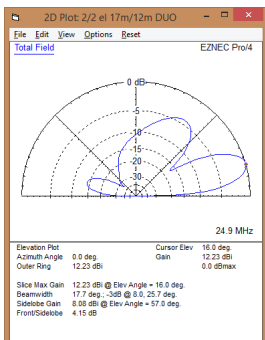 2D Plot: 2/2 el 17m/12m DUO
File Edit View Options Reset
Total Field EZNEC Pro/4
0 dB
-5
-10
-15
-20
-30
24.9 MHz
Elevation Plot Cursor Elev 16.0 deg.
Azimuth Angle 0.0 deg. Gain 12.23 dBi
Outer Ring 12.23 dBi 0.0 dBmax
Slice Max Gain 12.23 dBi @ Elev Angle = 16.0 deg.
Beamwidth 17.7 deg.; -3dB @ 8.0, 25.7 deg.
Sidelobe Gain 8.08 dBi @ Elev Angle = 57.0 deg.
Front/Sidelobe 4.15 dB